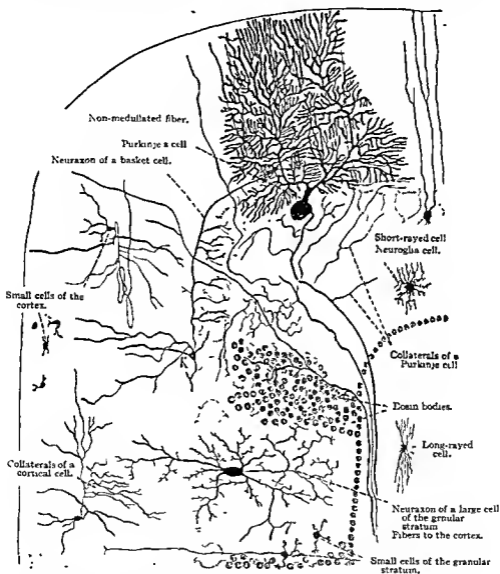 Non-medullated fiber.
Purkinje s cell
Neuraxon of a basket cell.
Short-rayed cell
Neuroglia cell.
Small cells of the
cortex.
Collaterals of a
Purkinje cell
Eosin bodies.
Long-rayed
cell.
Collaterals of a
cortical cell.
Neuraxon of a large cell
of the grnular
stratum
Fibers to the cortex.
Small cells of the granular
stratum.